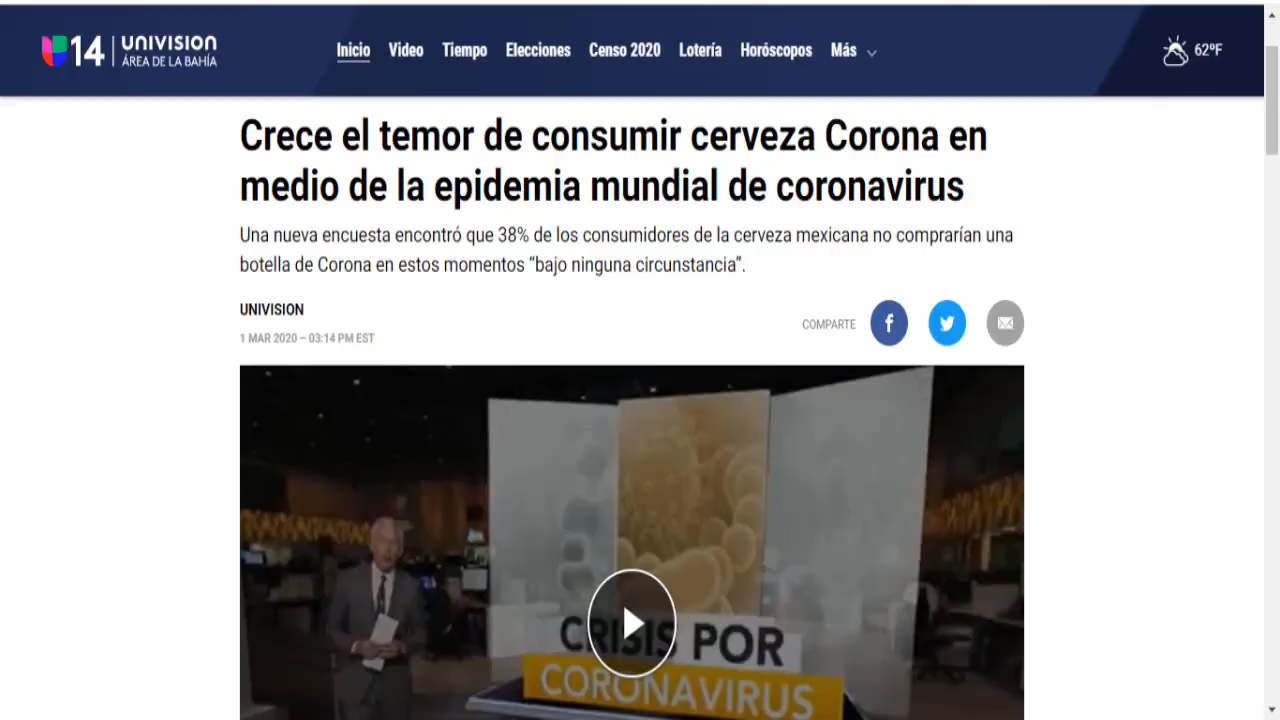 14 UNIVISION
ÁREA DE LA BAHÍA
Inicio Video Tiempo Elecciones Censo 2020 Lotería Horóscopos Más
62ºF
Crece el temor de consumir cerveza Corona en
medio de la epidemia mundial de coronavirus
Una nueva encuesta encontró que 38% de los consumidores de la cerveza mexicana no comprarían una
botella de Corona en estos momentos “bajo ninguna circunstancia”.
UNIVISION
1 MAR 2020 – 03:14 PM EST
COMPARTE
CRISIS POR
CORONAVIRUS